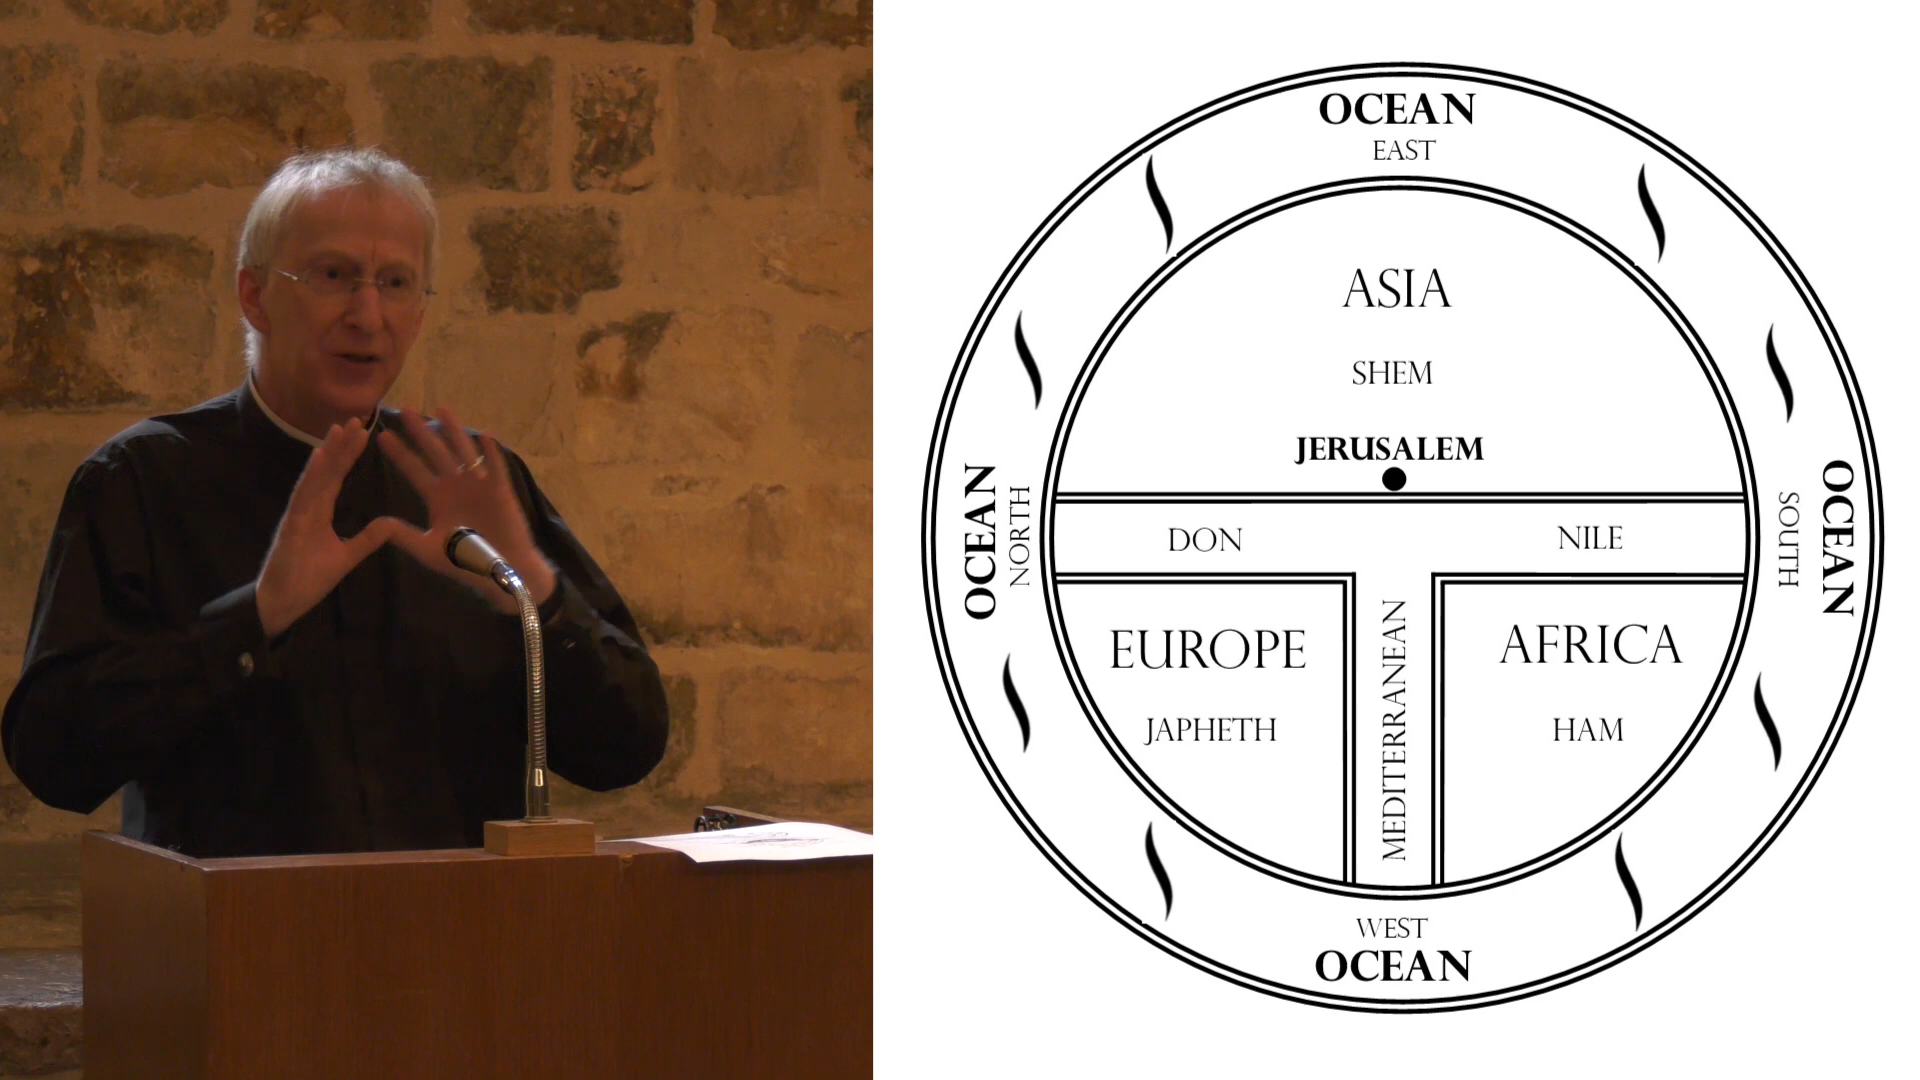 OCEAN
EAST
ASIA
SHEM
JERUSALEM
OCEAN
NORTH
DON
NILE
SOUTH
OCEAN
EUROPE
JAPHETH
MEDITERRANEAN
AFRICA
HAM
WEST
OCEAN